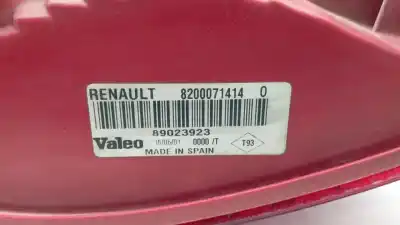 RENAULT 8200071414 0
89023923
Valeo 0000 /T T93
MADE IN SPAIN